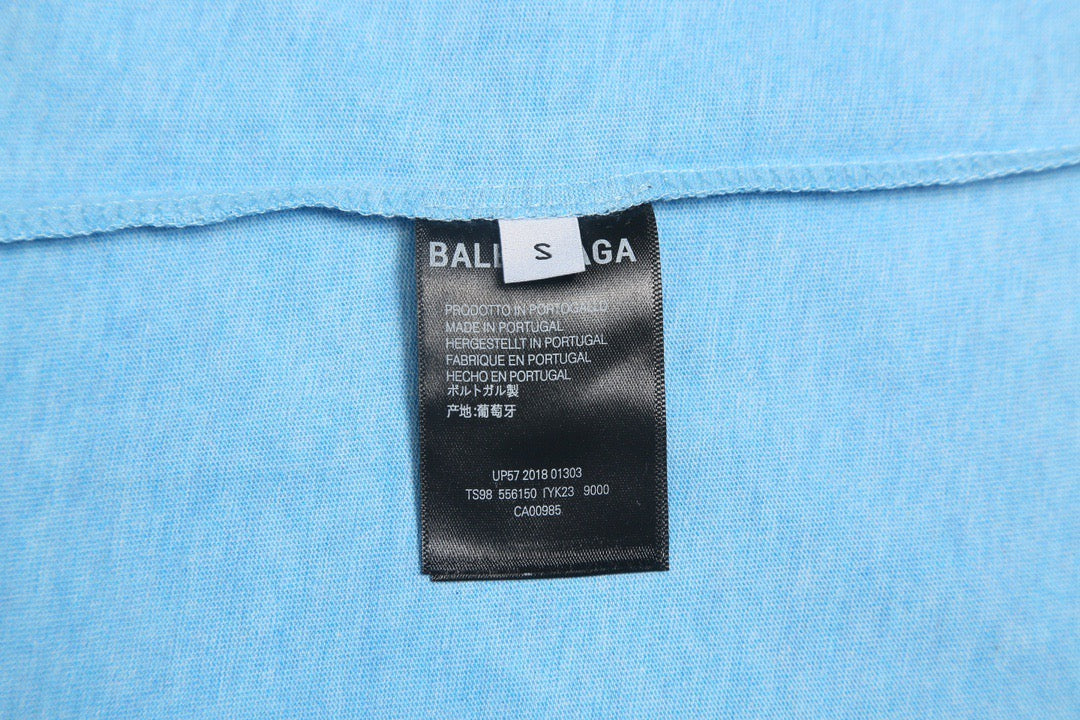 BALE AGA
S
PRODOTTO IN PORTOGALLO
MADE IN PORTUGAL
HERGESTELLT IN PORTUGAL
FABRIQUE EN PORTUGAL
HECHO EN PORTUGAL
ポルトガル製
产地:葡萄牙
UP57 2018 01303
TS98 556150 TYK23 9000
CA00985